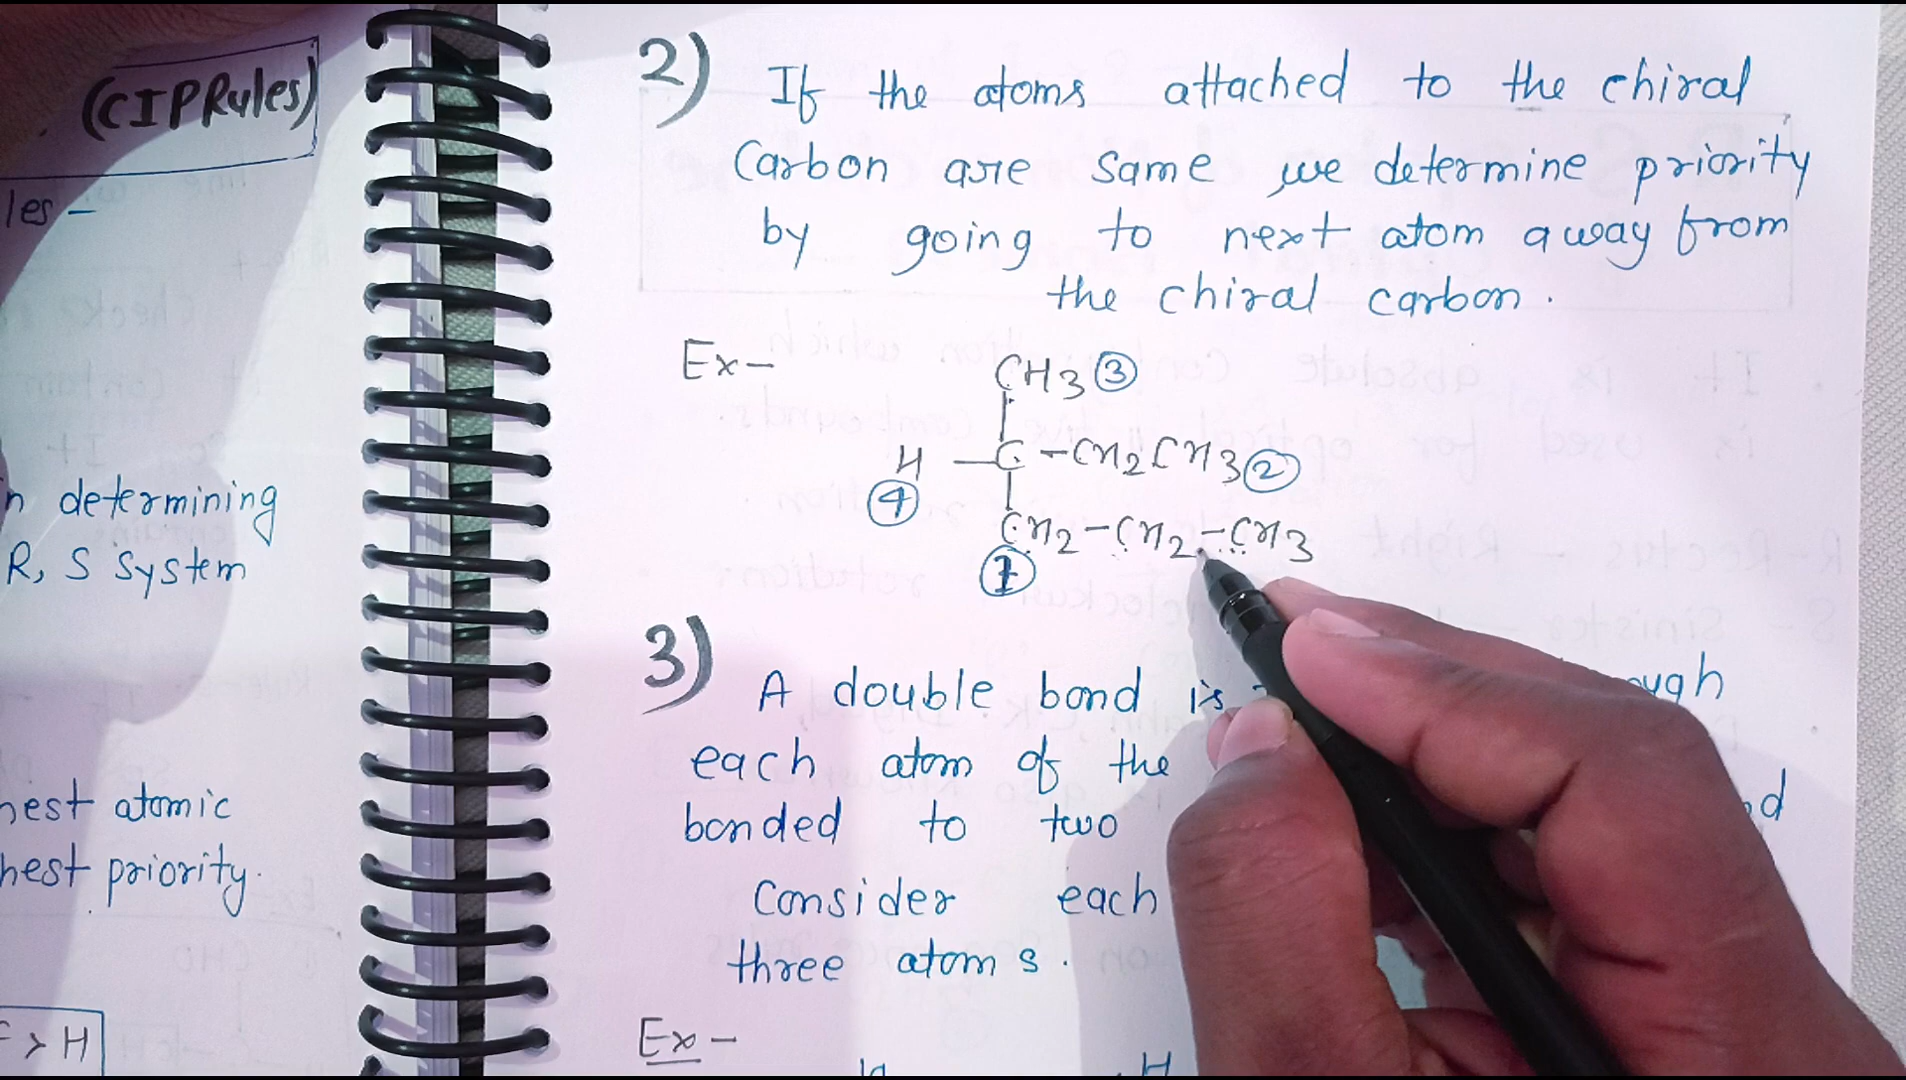 (CIP Rules)
les -
n determining
R, S System
hest atomic
hest priority.
> H
2) If the atoms attached to the chiral
Carbon are same we determine priority
by going to next atom away from
the chiral carbon.
Ex-
CH3 ③
H - C - CH2CH3 ②
④
CH2-CH2-CH3
①
3) A double bond is ough
each atom of the
bonded to two d
Consider each
three atoms.
Ex -
H